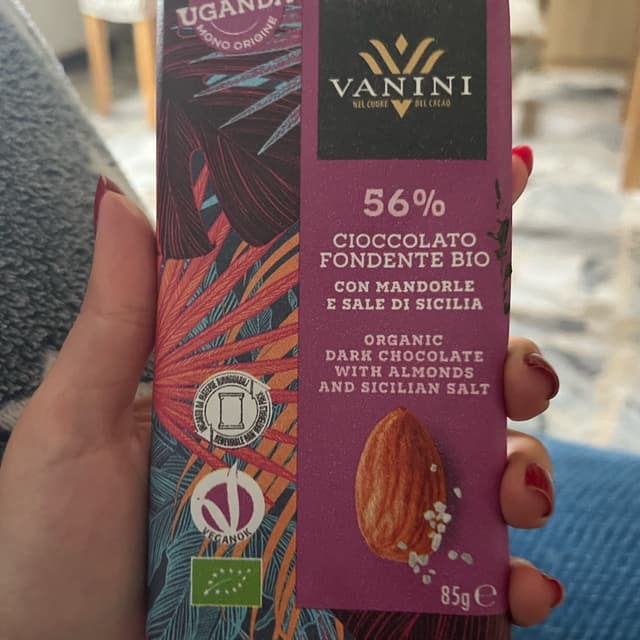 UGANDA
MONO ORIGINE
VANINI
NEL CUORE DEL CACAO
56%
CIOCCOLATO
FONDENTE BIO
CON MANDORLE
E SALE DI SICILIA
ORGANIC
DARK CHOCOLATE
WITH ALMONDS
AND SICILIAN SALT
VEGANOK
85g e